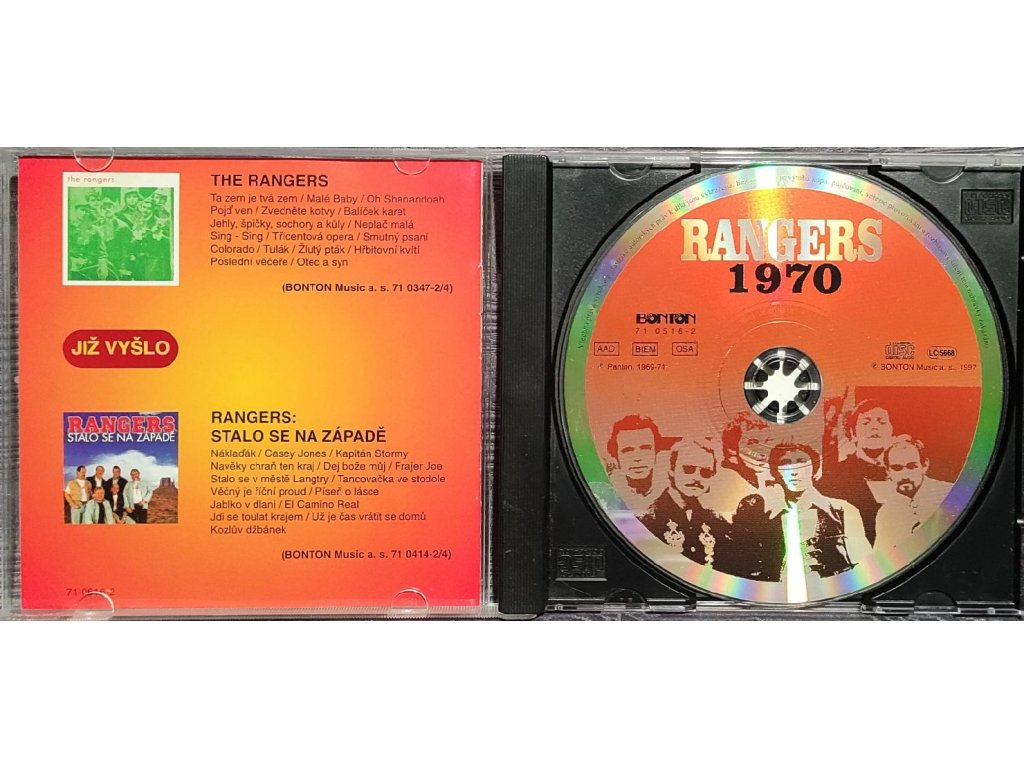 the rangers
THE RANGERS
Ta zem je tvá zem / Malé Baby / Oh Shanandoah
Pojď ven / Zvecněte kotvy / Balíček karet
Jehly, špičky, sochory a kůly / Neplač malá
Sing - Sing / Třicentová opera / Smutný psaní
Colorado / Tulák / Žlutý pták / Hřbitovní kvítí
Poslední večeře / Otec a syn
(BONTON Music a. s. 71 0347-2/4)
JIŽ VYŠLO
RANGERS
STALO SE NA ZÁPADĚ
RANGERS:
STALO SE NA ZÁPADĚ
Náklaďák / Casey Jones / Kapitán Stormy
Navěky chraň ten kraj / Dej bože můj / Frajer Joe
Stalo se v městě Langtry / Tancovačka ve stodole
Věčný je říční proud / Píseň o lásce
Jablko v dlani / El Camino Real
Jdi se toulat krajem / Už je čas vrátit se domů
Kozlův džbánek
(BONTON Music a. s. 71 0414-2/4)
RANGERS
1970
BONTON
71 0516-2
AAD BIEM OSA
COMPACT disc DIGITAL AUDIO
LC 5668
℗ Panton, 1969-71
© BONTON Music a. s., 1997